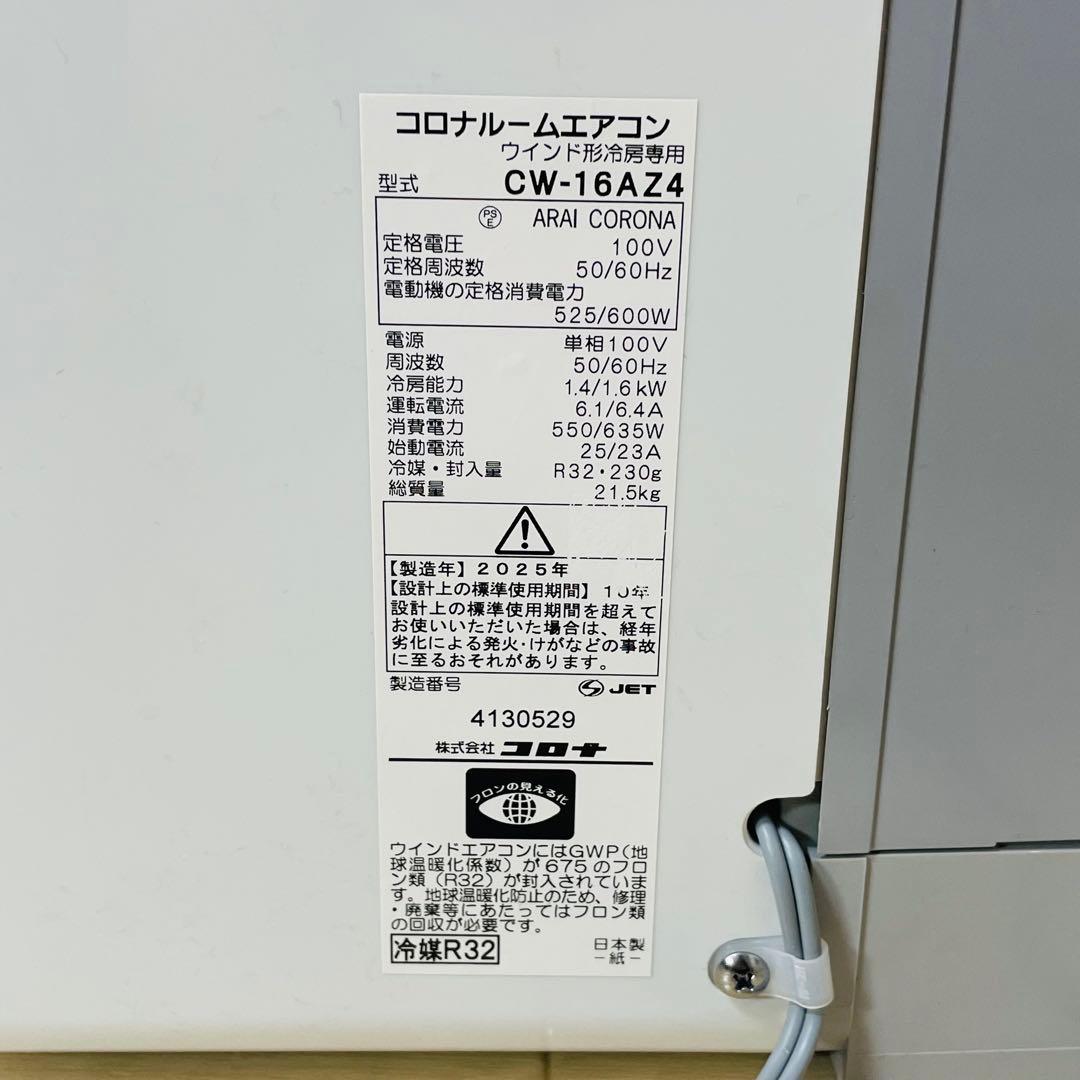 コロナルームエアコン
ウインド形冷房専用
型式 CW-16AZ4
PSE ARAI CORONA
定格電圧 100V
定格周波数 50/60Hz
電動機の定格消費電力
525/600W
電源 単相100V
周波数 50/60Hz
冷房能力 1.4/1.6kW
運転電流 6.1/6.4A
消費電力 550/635W
始動電流 25/23A
冷媒・封入量 R32・230g
総質量 21.5kg
【製造年】2025年
【設計上の標準使用期間】10年
設計上の標準使用期間を超えて
お使いいただいた場合は、経年
劣化による発火・けがなどの事故
に至るおそれがあります。
製造番号 JET
4130529
株式会社 コロナ
フロンの見える化
ウインドエアコンにはGWP(地
球温暖化係数)が675のフロ
ン類(R32)が封入されていま
す。地球温暖化防止のため、修理
・廃棄等にあたってはフロン類
の回収が必要です。
冷媒R32 日本製
-紙-